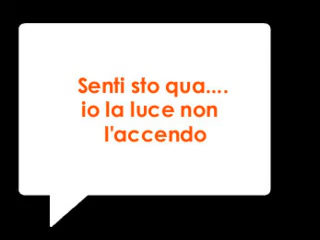 Senti sto qua....
io la luce non
l'accendo